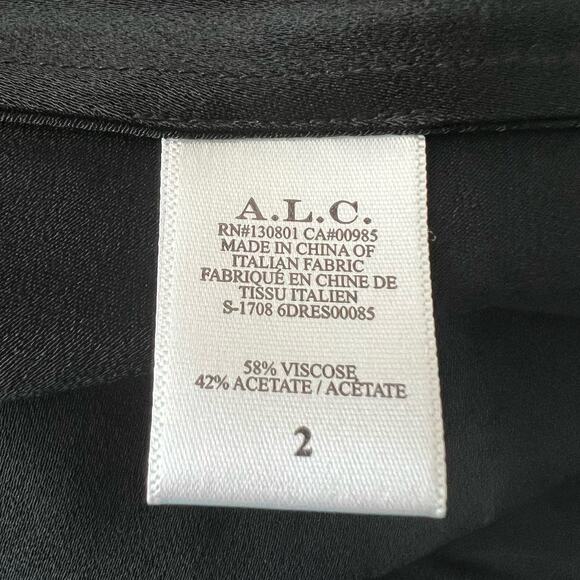 A.L.C.
RN#130801 CA#00985
MADE IN CHINA OF
ITALIAN FABRIC
FABRIQUÉ EN CHINE DE
TISSU ITALIEN
S-1708 6DRES00085
58% VISCOSE
42% ACETATE / ACÉTATE
2